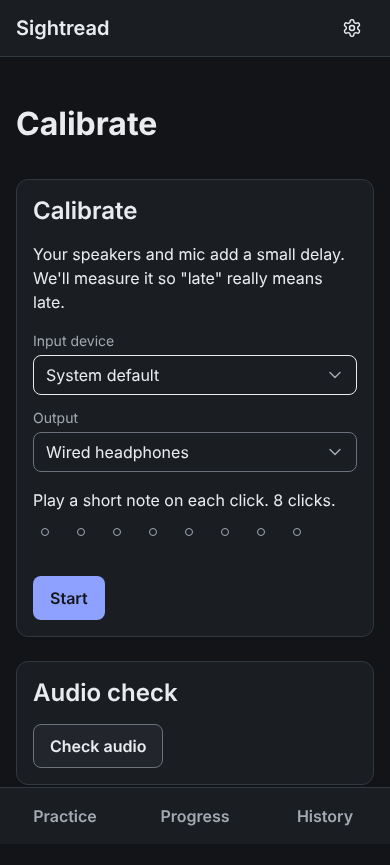 Sightread
Calibrate
Calibrate
Your speakers and mic add a small delay.
We'll measure it so "late" really means
late.
Input device
System default
Output
Wired headphones
Play a short note on each click. 8 clicks.
Start
Audio check
Check audio
Practice
Progress
History